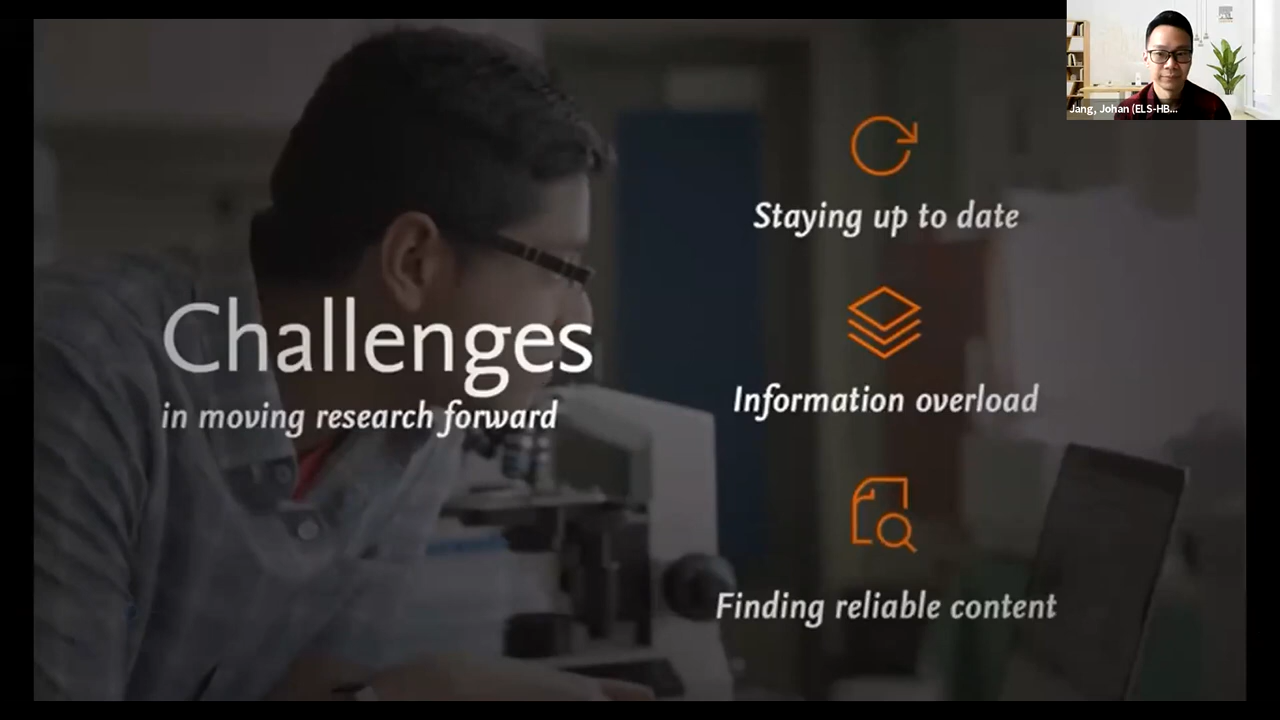 Jang, Johan (ELS-HB...
Staying up to date
Challenges
in moving research forward
Information overload
Finding reliable content